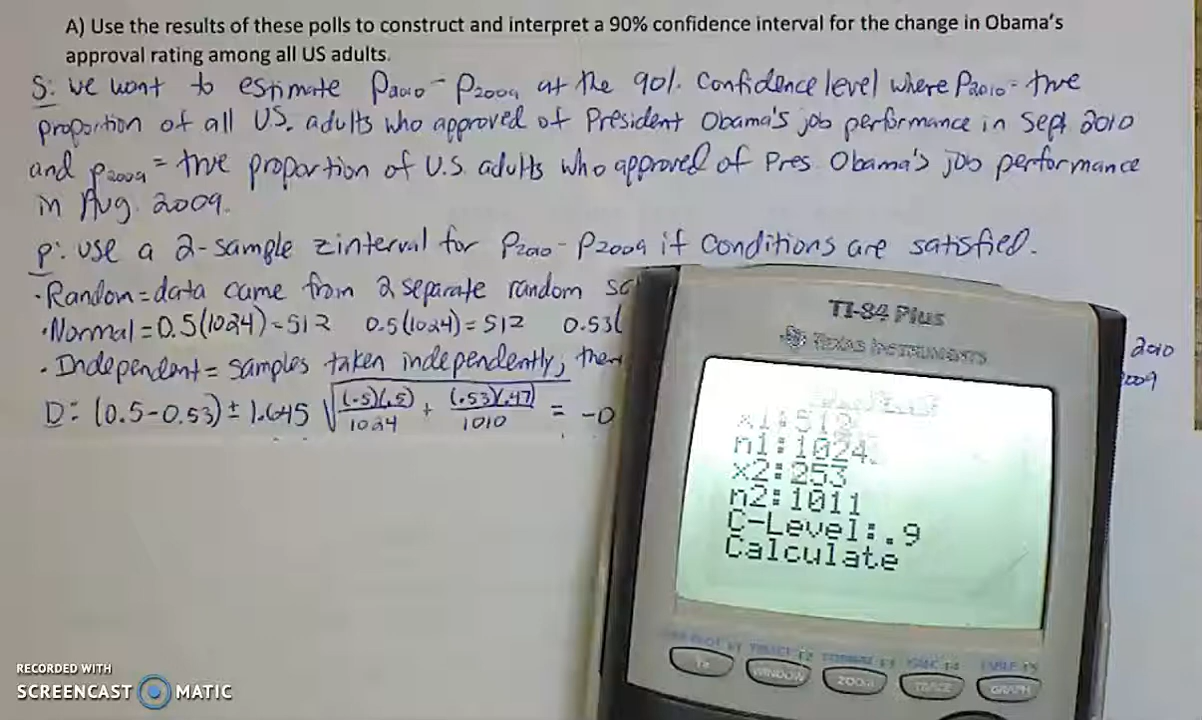 A) Use the results of these polls to construct and interpret a 90% confidence interval for the change in Obama's
approval rating among all US adults.
S: We want to estimate P2010 - P2009 at the 90% confidence level where P2010 = true
proportion of all U.S. adults who approved of President Obama's job performance in Sept. 2010
and P2009 = true proportion of U.S. adults who approved of Pres. Obama's job performance
in Aug. 2009.
P: use a 2-sample z interval for P2010 - P2009 if conditions are satisfied.
· Random = data came from 2 separate random
· Normal = 0.5(1024) = 512 0.5(1024) = 512 0.53(
2010
· Independent = samples taken independently;
2009
D: (0.5-0.53) ± 1.645 √ (.5)(.5)/1024 + (.53)(.47)/1010 = -0
TI-84 Plus
TEXAS INSTRUMENTS
n1:1024
x2:253
n2:1011
C-Level:.9
Calculate
WINDOW ZOOM TRACE GRAPH
RECORDED WITH
SCREENCAST MATIC